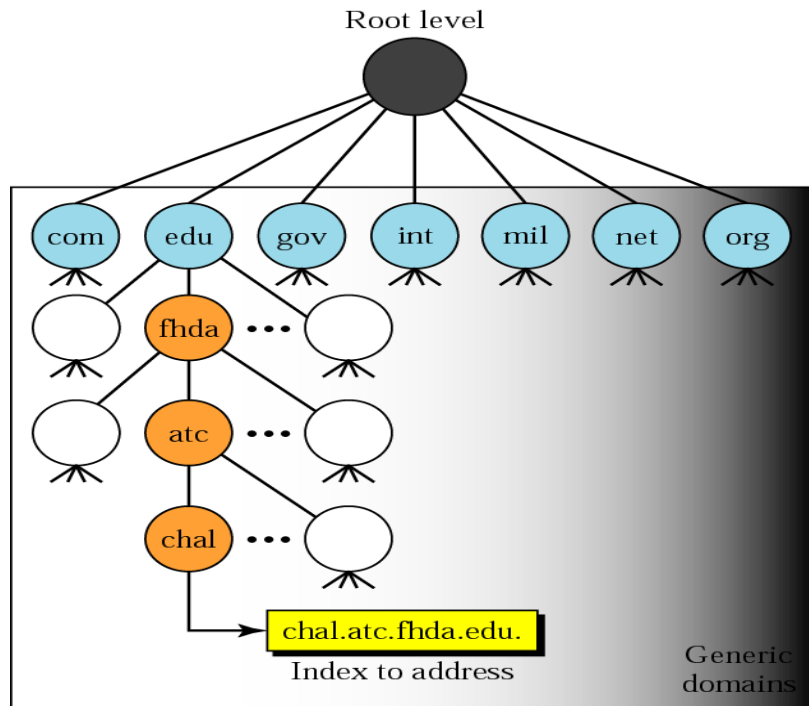 Root level
com edu gov int mil net org
fhda •••
atc •••
chal •••
chal.atc.fhda.edu.
Index to address
Generic
domains